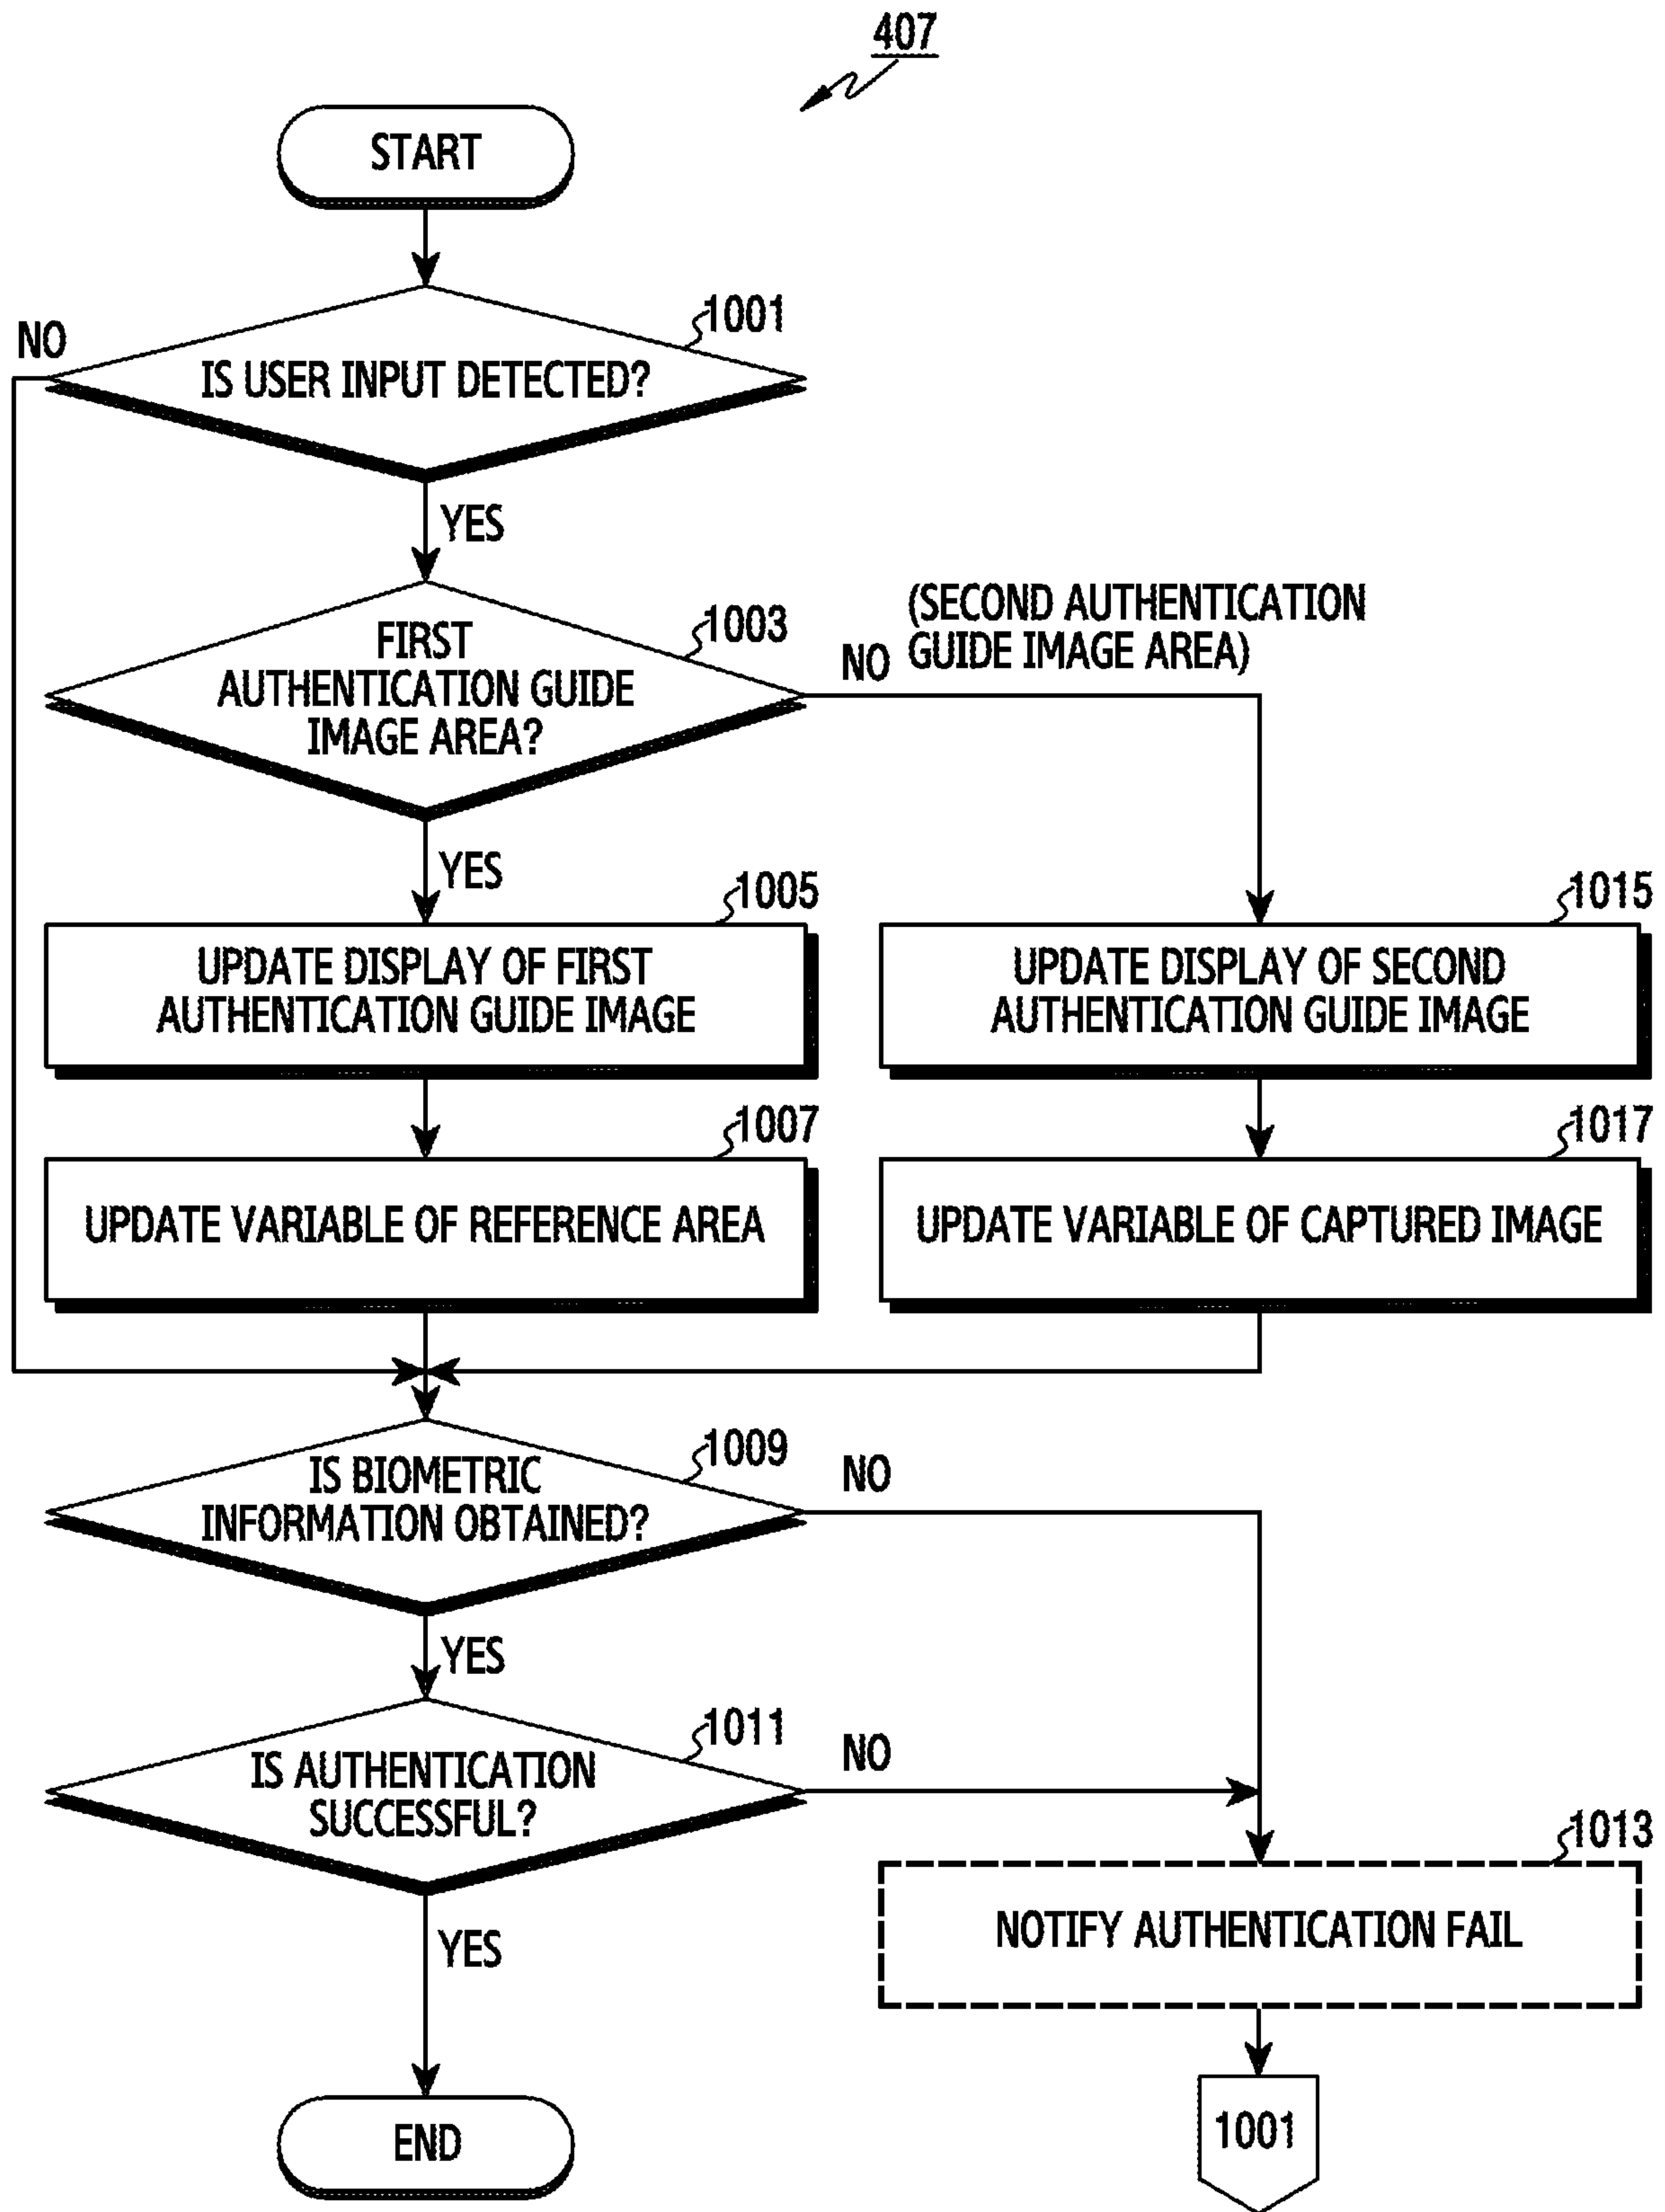 407
START
1001
NO
IS USER INPUT DETECTED?
YES
1003
FIRST
AUTHENTICATION GUIDE
IMAGE AREA?
NO
(SECOND AUTHENTICATION
GUIDE IMAGE AREA)
YES
1005
UPDATE DISPLAY OF FIRST
AUTHENTICATION GUIDE IMAGE
1015
UPDATE DISPLAY OF SECOND
AUTHENTICATION GUIDE IMAGE
1007
UPDATE VARIABLE OF REFERENCE AREA
1017
UPDATE VARIABLE OF CAPTURED IMAGE
1009
IS BIOMETRIC
INFORMATION OBTAINED?
NO
YES
1011
IS AUTHENTICATION
SUCCESSFUL?
NO
1013
NOTIFY AUTHENTICATION FAIL
YES
END
1001